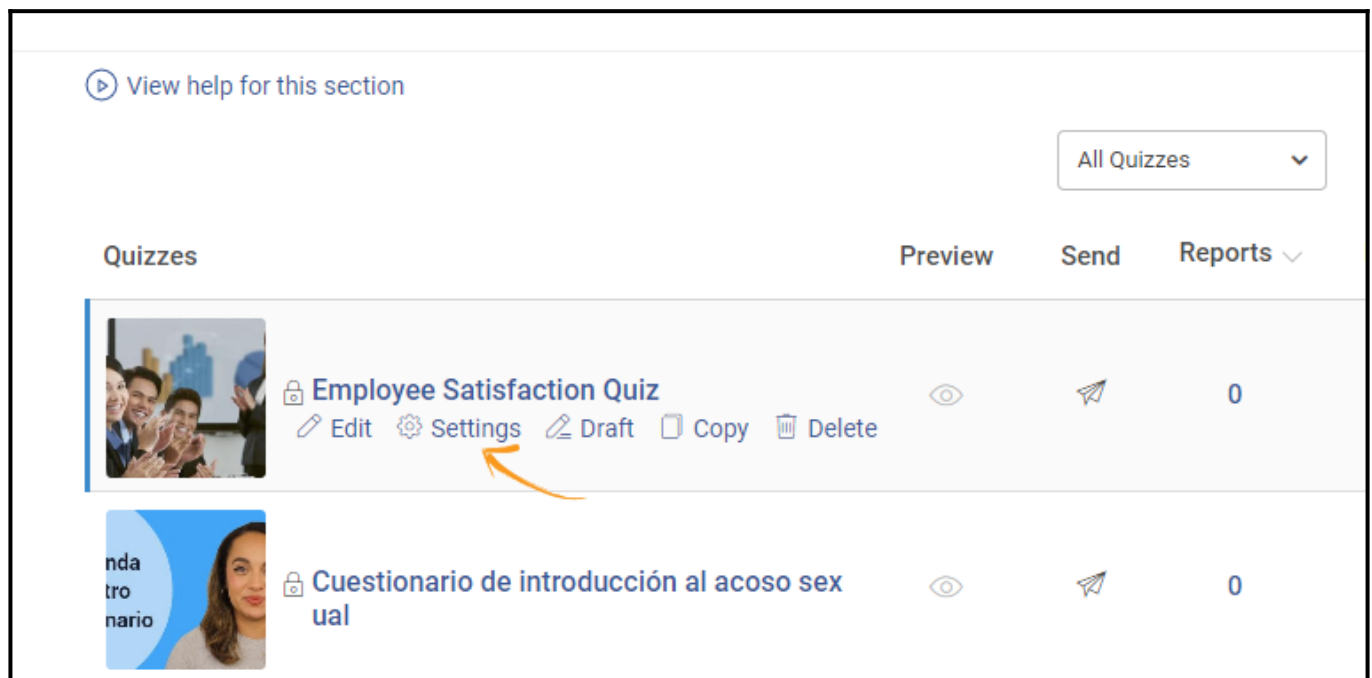 View help for this section
All Quizzes
Quizzes Preview Send Reports
Employee Satisfaction Quiz 0
Edit Settings Draft Copy Delete
nda
tro
nario
Cuestionario de introducción al acoso sex
ual
0